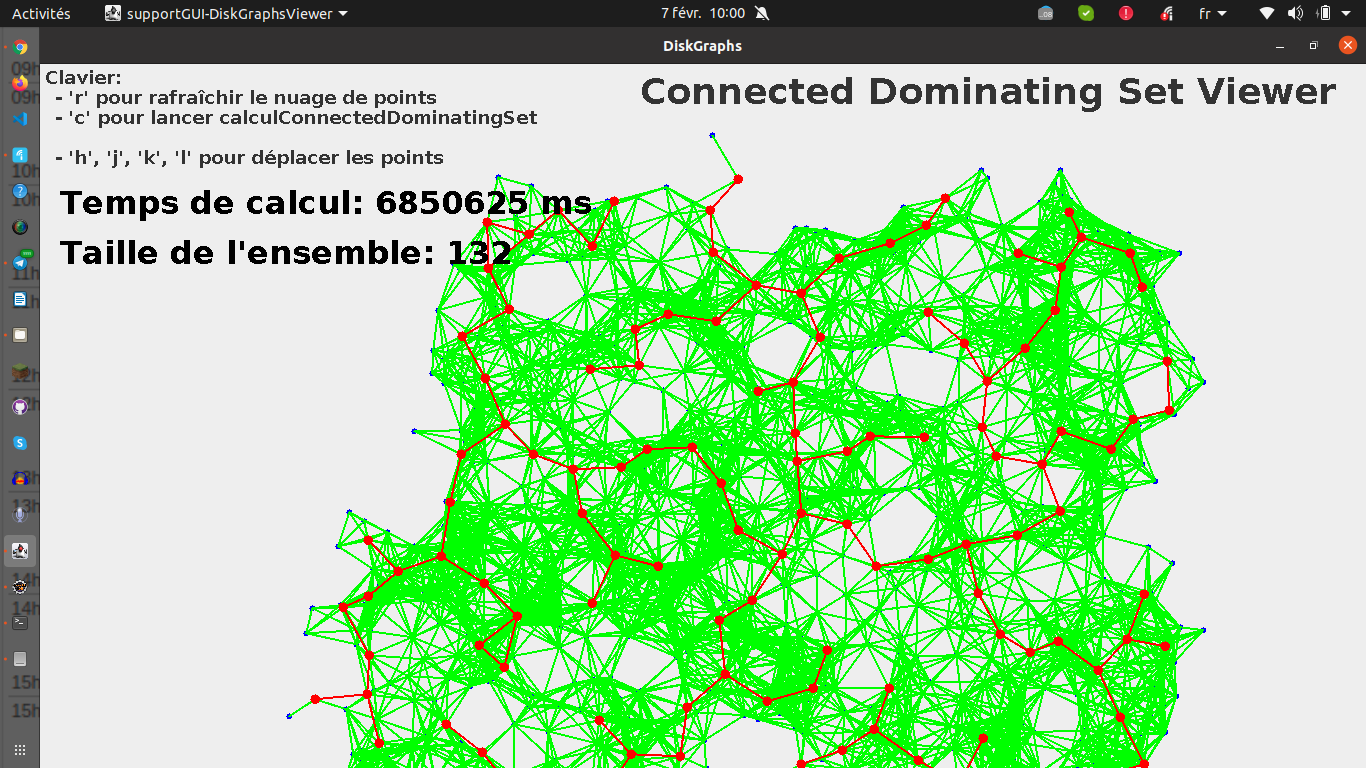 Activités
supportGUI-DiskGraphsViewer
7 févr. 10:00
fr
DiskGraphs
Clavier:
- 'r' pour rafraîchir le nuage de points
- 'c' pour lancer calculConnectedDominatingSet
- 'h', 'j', 'k', 'l' pour déplacer les points
Connected Dominating Set Viewer
Temps de calcul: 6850625 ms
Taille de l'ensemble: 132